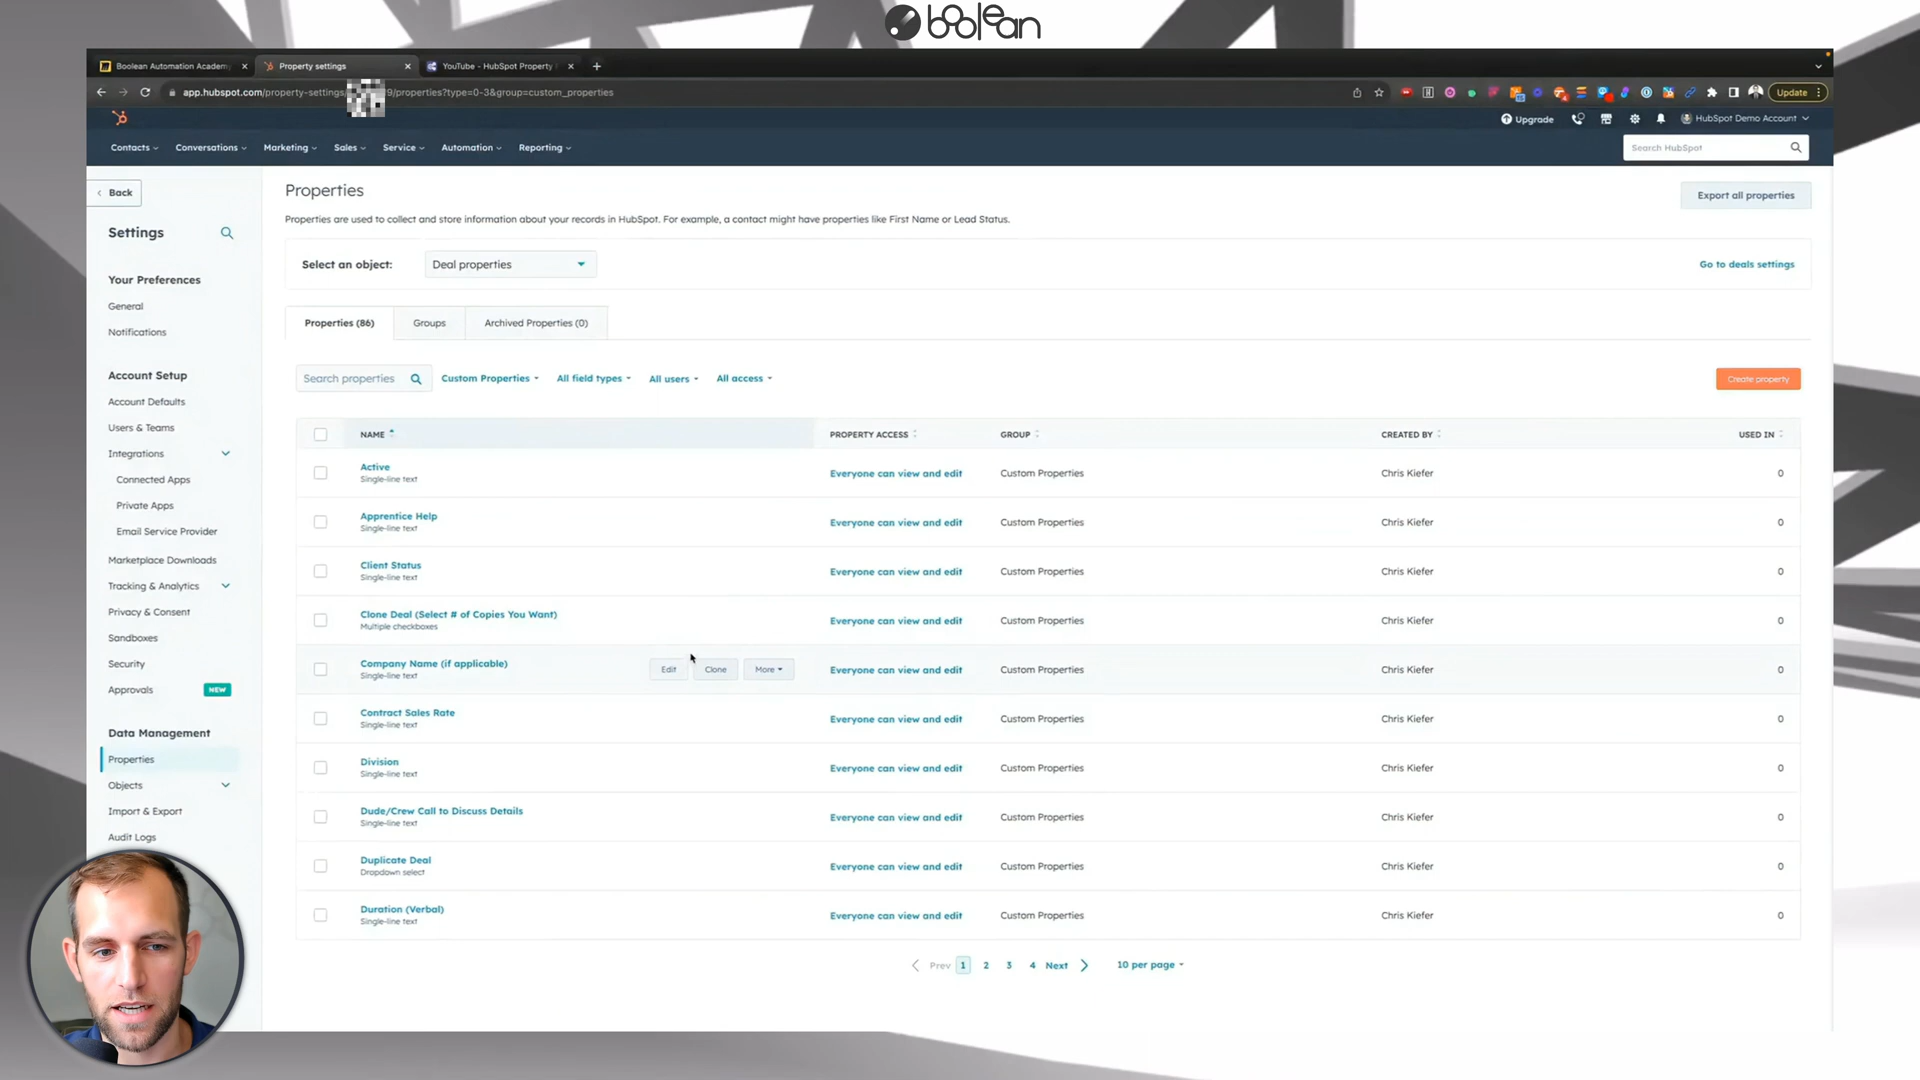 boolean
Boolean Automation Academy
Property settings
YouTube - HubSpot Property
app.hubspot.com/property-settings/ 9/properties?type=0-3&group=custom_properties
Update
Upgrade
HubSpot Demo Account
Contacts
Conversations
Marketing
Sales
Service
Automation
Reporting
Search HubSpot
Back
Settings
Your Preferences
General
Notifications
Account Setup
Account Defaults
Users & Teams
Integrations
Connected Apps
Private Apps
Email Service Provider
Marketplace Downloads
Tracking & Analytics
Privacy & Consent
Sandboxes
Security
Approvals NEW
Data Management
Properties
Objects
Import & Export
Audit Logs
Properties
Export all properties
Properties are used to collect and store information about your records in HubSpot. For example, a contact might have properties like First Name or Lead Status.
Select an object: Deal properties
Go to deals settings
Properties (86) Groups Archived Properties (0)
Search properties Custom Properties All field types All users All access
Create property
NAME PROPERTY ACCESS GROUP CREATED BY USED IN
Active
Single-line text
Everyone can view and edit Custom Properties Chris Kiefer 0
Apprentice Help
Single-line text
Everyone can view and edit Custom Properties Chris Kiefer 0
Client Status
Single-line text
Everyone can view and edit Custom Properties Chris Kiefer 0
Clone Deal (Select # of Copies You Want)
Multiple checkboxes
Everyone can view and edit Custom Properties Chris Kiefer 0
Company Name (if applicable)
Single-line text
Edit Clone More
Everyone can view and edit Custom Properties Chris Kiefer 0
Contract Sales Rate
Single-line text
Everyone can view and edit Custom Properties Chris Kiefer 0
Division
Single-line text
Everyone can view and edit Custom Properties Chris Kiefer 0
Dude/Crew Call to Discuss Details
Single-line text
Everyone can view and edit Custom Properties Chris Kiefer 0
Duplicate Deal
Dropdown select
Everyone can view and edit Custom Properties Chris Kiefer 0
Duration (Verbal)
Single-line text
Everyone can view and edit Custom Properties Chris Kiefer 0
Prev 1 2 3 4 Next 10 per page